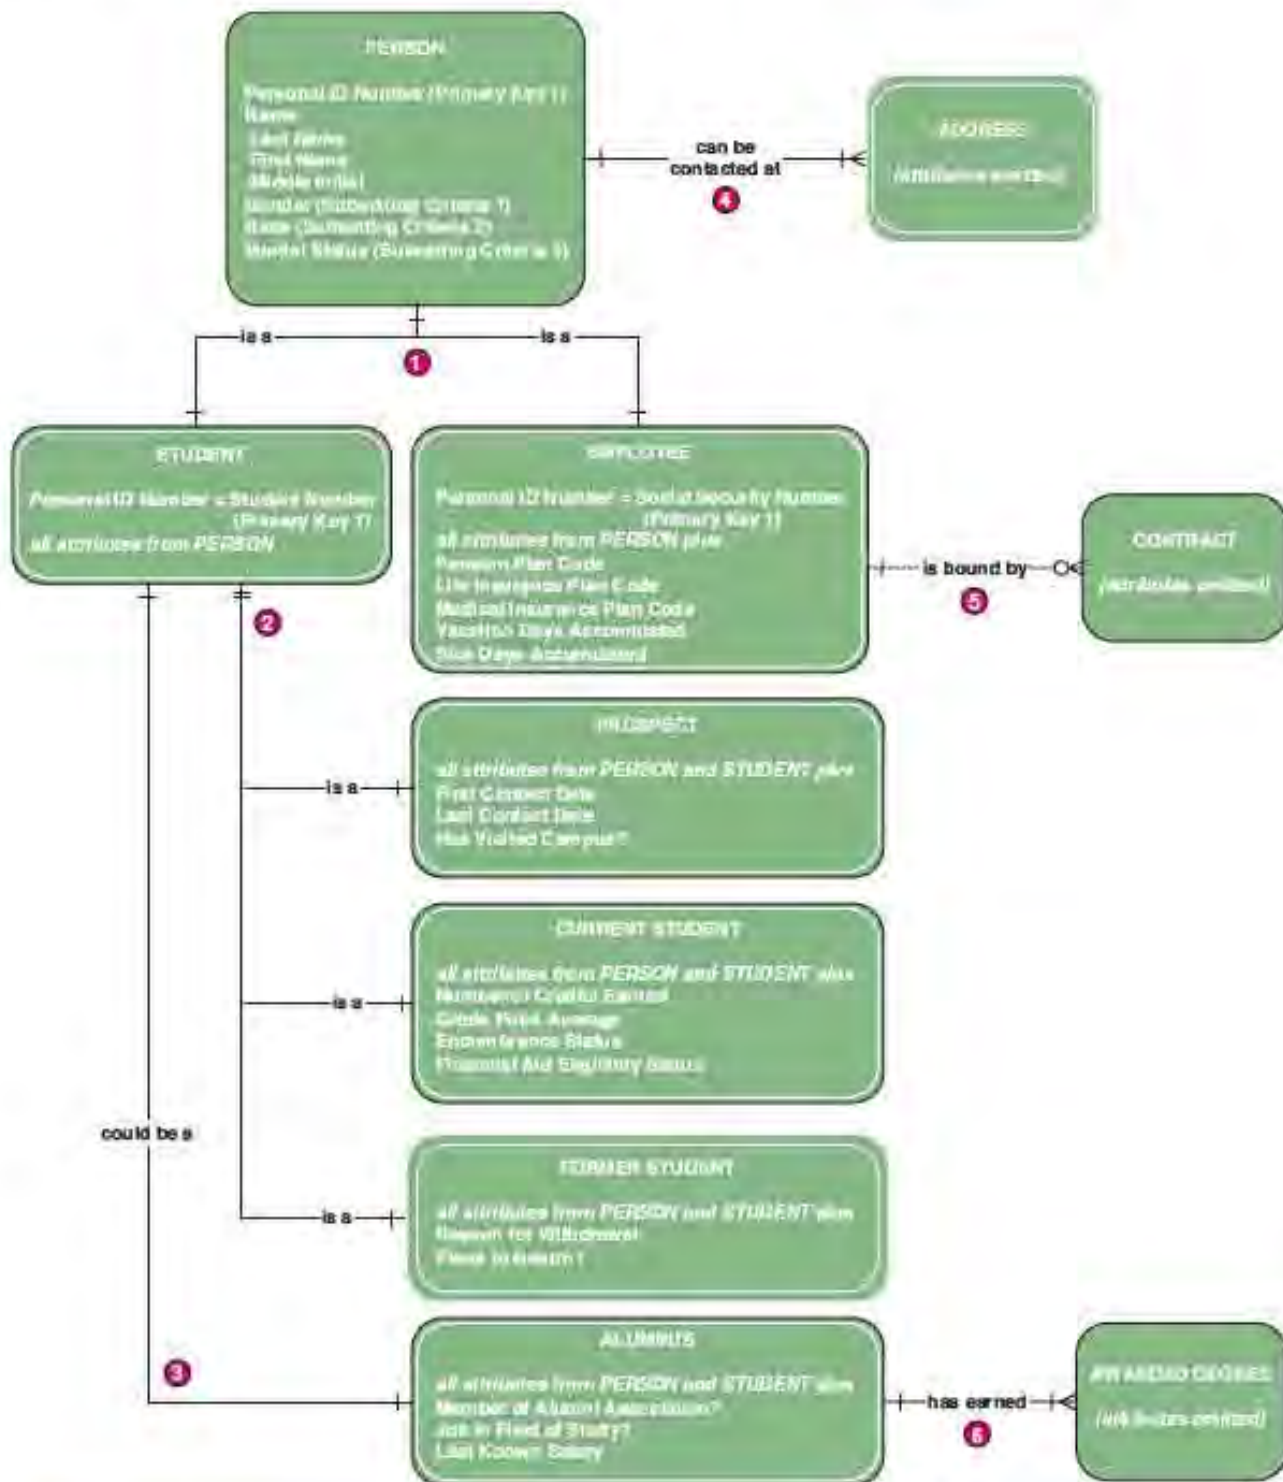 PERSON
Personal ID Number (Primary Key 1)
Name
Last Name
First Name
Middle Initial
Gender (Subsetting Criteria 1)
Race (Subsetting Criteria 2)
Marital Status (Subsetting Criteria 3)
ADDRESS
(attributes omitted)
can be
contacted at
4
is a
is a
1
STUDENT
Personal ID Number = Student Number
(Primary Key 1)
all attributes from PERSON
EMPLOYEE
Personal ID Number = Social Security Number
(Primary Key 1)
all attributes from PERSON plus
Pension Plan Code
Life Insurance Plan Code
Medical Insurance Plan Code
Vacation Days Accumulated
Sick Days Accumulated
is bound by
5
CONTRACT
(attributes omitted)
2
PROSPECT
all attributes from PERSON and STUDENT plus
First Contact Date
Last Contact Date
Has Visited Campus?
is a
CURRENT STUDENT
all attributes from PERSON and STUDENT plus
Credits Earned
Grade Point Average
Status
Financial Aid Eligibility Status
is a
could be a
FORMER STUDENT
all attributes from PERSON and STUDENT plus
Reason for Withdrawal
Plans to Return?
is a
3
ALUMNUS
all attributes from PERSON and STUDENT plus
Member of Alumni Association?
Job in Field of Study?
Last Known Salary
has earned
6
AWARDED DEGREE
(attributes omitted)